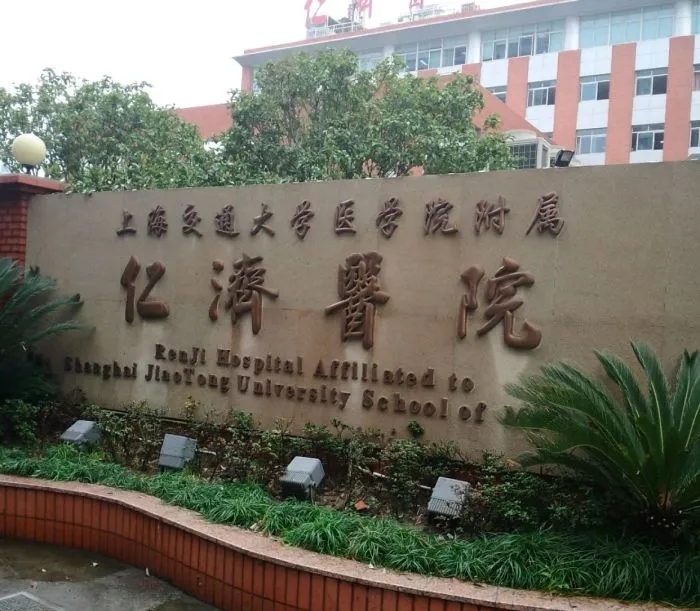 上海交通大学医学院附属
仁濟醫院
RenJi Hospital Affiliated to
Shanghai JiaoTong University School of